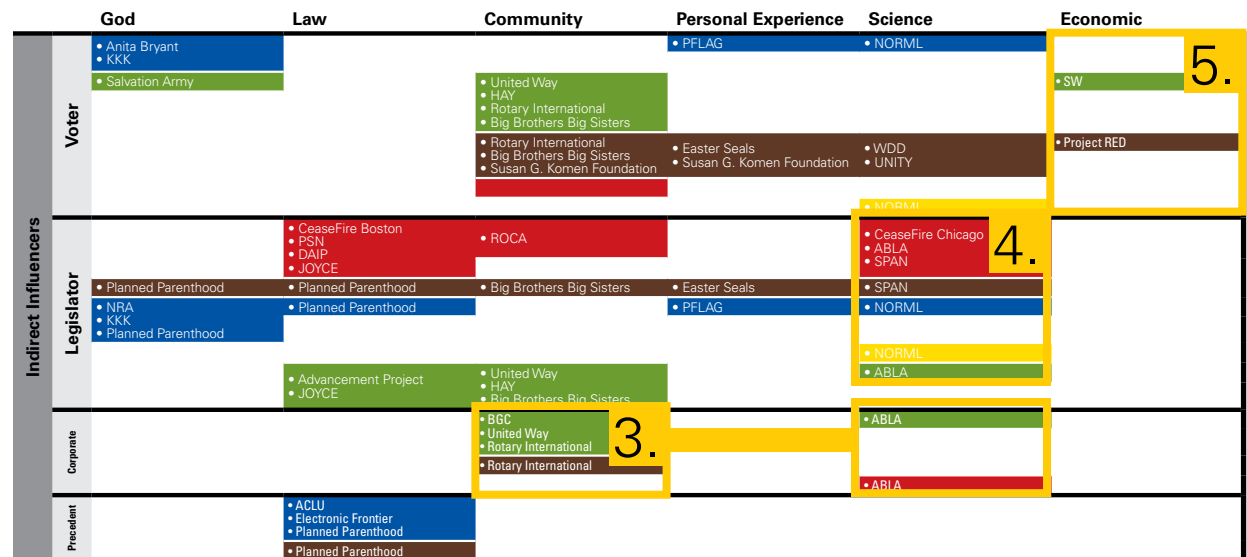 God Law Community Personal Experience Science Economic
Indirect Influencers
Voter
• Anita Bryant
• KKK
• PFLAG
• NORML
5.
• Salvation Army
• United Way
• HAY
• Rotary International
• Big Brothers Big Sisters
• SW
• Rotary International
• Big Brothers Big Sisters
• Susan G. Komen Foundation
• Easter Seals
• Susan G. Komen Foundation
• WDD
• UNITY
• Project RED
• NORML
Legislator
• CeaseFire Boston
• PSN
• DAIP
• JOYCE
• ROCA
• CeaseFire Chicago
• ABLA
• SPAN
4.
• Planned Parenthood
• Planned Parenthood
• Big Brothers Big Sisters
• Easter Seals
• SPAN
• NRA
• KKK
• Planned Parenthood
• Planned Parenthood
• PFLAG
• NORML
• NORML
• Advancement Project
• JOYCE
• United Way
• HAY
• Big Brothers Big Sisters
• ABLA
Corporate
• BGC
• United Way
• Rotary International
3.
• ABLA
• Rotary International
• ABLA
Precedent
• ACLU
• Electronic Frontier
• Planned Parenthood
• Planned Parenthood